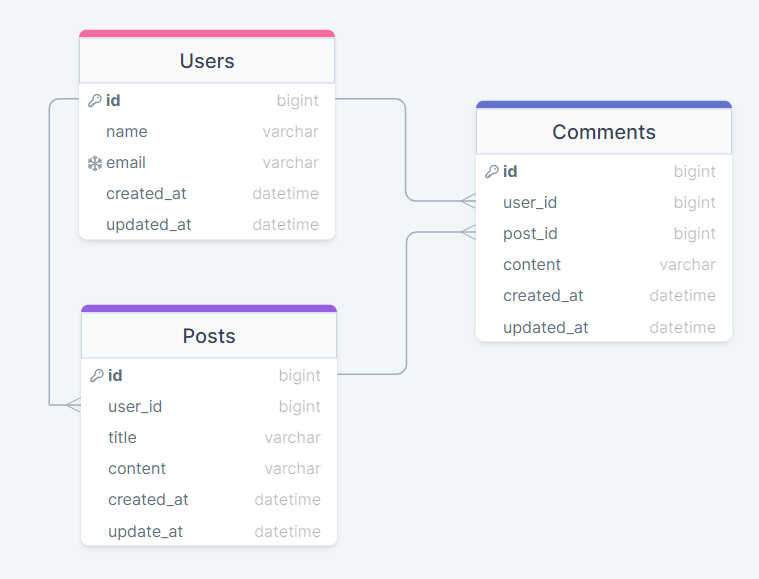 Users
id bigint
name varchar
email varchar
created_at datetime
updated_at datetime
Comments
id bigint
user_id bigint
post_id bigint
content varchar
created_at datetime
updated_at datetime
Posts
id bigint
user_id bigint
title varchar
content varchar
created_at datetime
update_at datetime